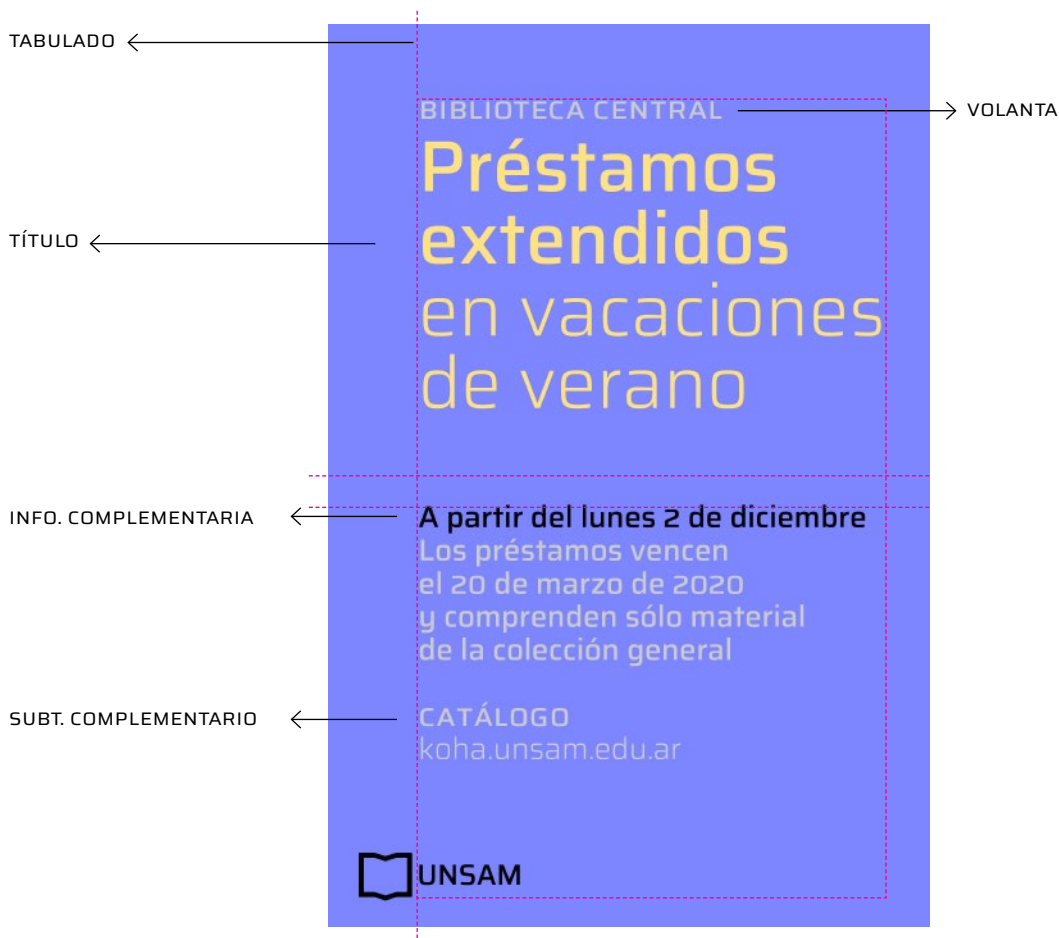 TABULADO
BIBLIOTECA CENTRAL
VOLANTA
Préstamos
extendidos
en vacaciones
de verano
TÍTULO
INFO. COMPLEMENTARIA
A partir del lunes 2 de diciembre
Los préstamos vencen
el 20 de marzo de 2020
y comprenden sólo material
de la colección general
SUBT. COMPLEMENTARIO
CATÁLOGO
koha.unsam.edu.ar
UNSAM